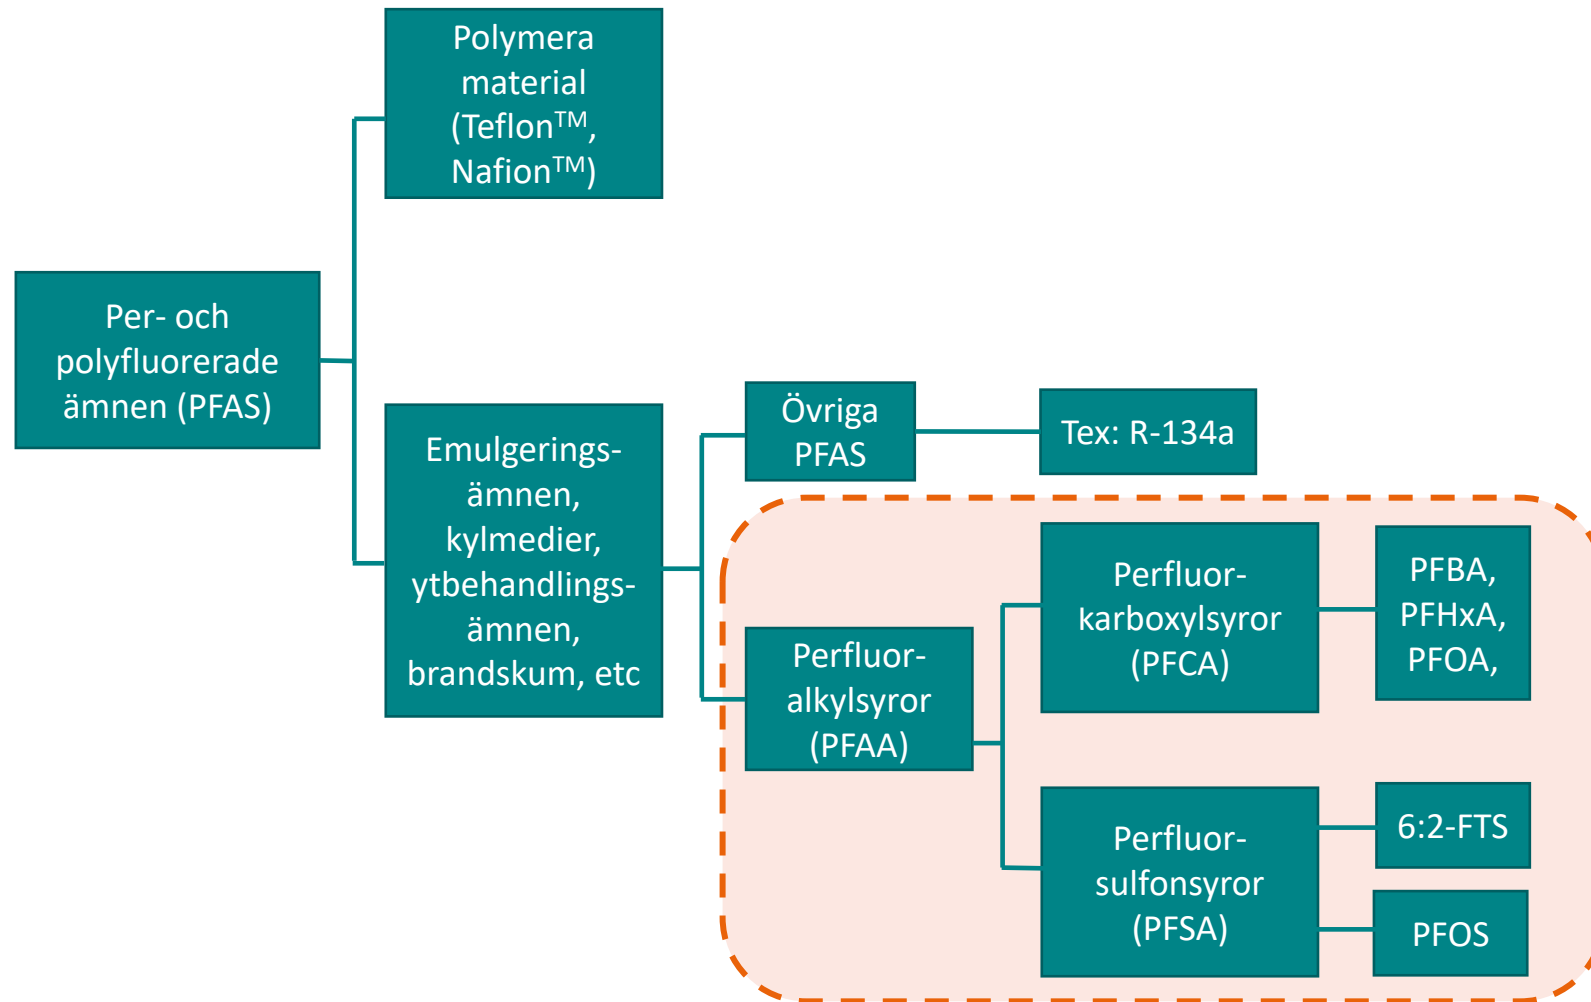 Polymera
material
(Teflon™,
Nafion™)
Per- och
polyfluorerade
ämnen (PFAS)
Emulgerings-
ämnen,
kylmedier,
ytbehandlings-
ämnen,
brandskum, etc
Övriga
PFAS
Tex: R-134a
Perfluor-
alkylsyror
(PFAA)
Perfluor-
karboxylsyror
(PFCA)
PFBA,
PFHxA,
PFOA,
Perfluor-
sulfonsyror
(PFSA)
6:2-FTS
PFOS